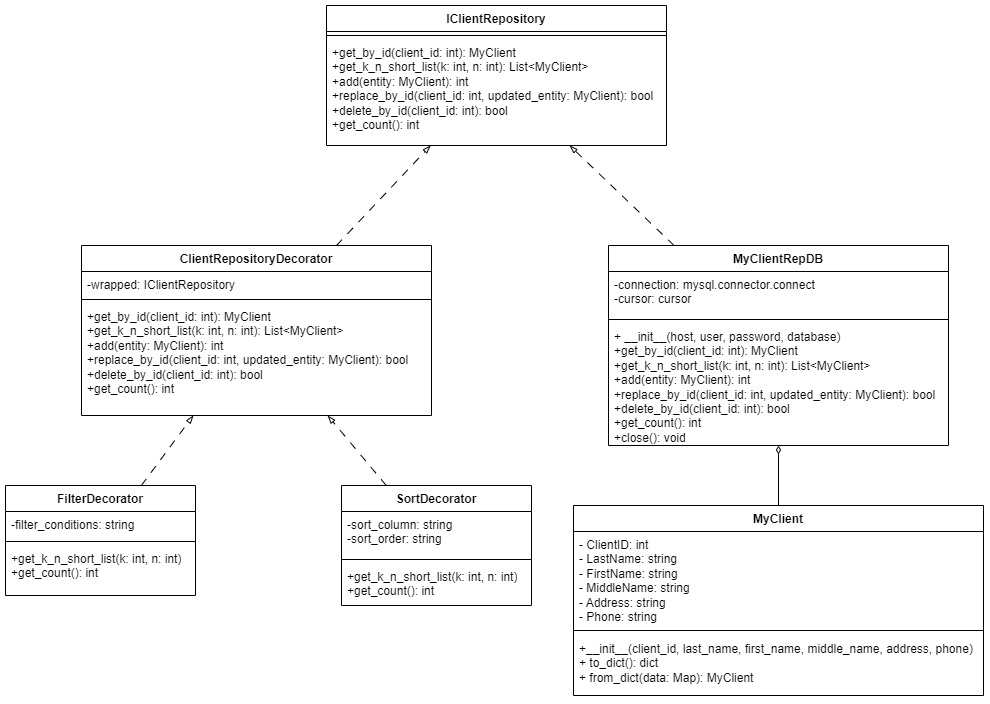 IClientRepository
+get_by_id(client_id: int): MyClient
+get_k_n_short_list(k: int, n: int): List<MyClient>
+add(entity: MyClient): int
+replace_by_id(client_id: int, updated_entity: MyClient): bool
+delete_by_id(client_id: int): bool
+get_count(): int
ClientRepositoryDecorator
-wrapped: IClientRepository
+get_by_id(client_id: int): MyClient
+get_k_n_short_list(k: int, n: int): List<MyClient>
+add(entity: MyClient): int
+replace_by_id(client_id: int, updated_entity: MyClient): bool
+delete_by_id(client_id: int): bool
+get_count(): int
MyClientRepDB
-connection: mysql.connector.connect
-cursor: cursor
+ __init__(host, user, password, database)
+get_by_id(client_id: int): MyClient
+get_k_n_short_list(k: int, n: int): List<MyClient>
+add(entity: MyClient): int
+replace_by_id(client_id: int, updated_entity: MyClient): bool
+delete_by_id(client_id: int): bool
+get_count(): int
+close(): void
FilterDecorator
-filter_conditions: string
+get_k_n_short_list(k: int, n: int)
+get_count(): int
SortDecorator
-sort_column: string
-sort_order: string
+get_k_n_short_list(k: int, n: int)
+get_count(): int
MyClient
- ClientID: int
- LastName: string
- FirstName: string
- MiddleName: string
- Address: string
- Phone: string
+__init__(client_id, last_name, first_name, middle_name, address, phone)
+ to_dict(): dict
+ from_dict(data: Map): MyClient